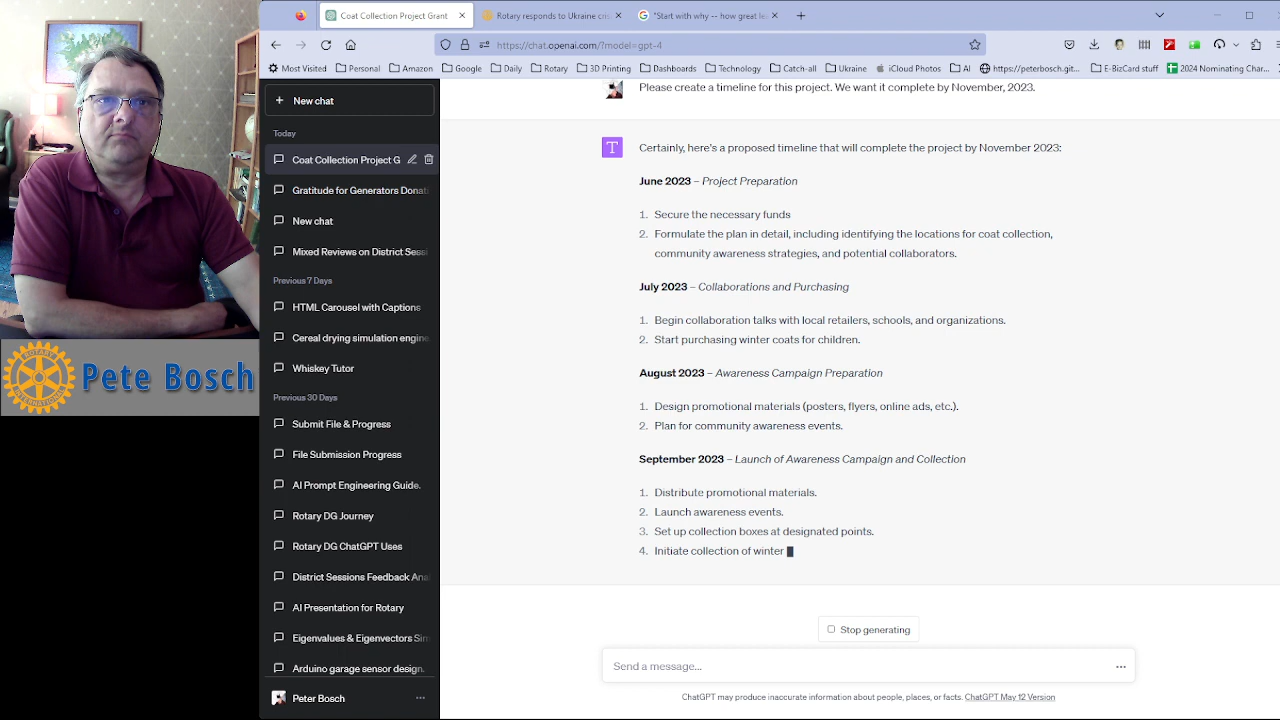 Coat Collection Project Grant
Rotary responds to Ukraine cris
"Start with why -- how great lea
https://chat.openai.com/?model=gpt-4
Most Visited
Personal
Amazon
Google
Daily
Rotary
3D Printing
Dashboards
Technology
Catch all
Ukraine
iCloud Photos
AI
https://peterbosch.git...
TailCard stuff
2024 Nominating Char...
New chat
Today
Coat Collection Project G
Gratitude for Generators Donati
New chat
Mixed Reviews on District Sessi
Previous 7 Days
HTML Carousel with Captions
Cereal drying simulation engine.
Whiskey Tutor
Previous 30 Days
Submit File & Progress
File Submission Progress
AI Prompt Engineering Guide.
Rotary DG Journey
Rotary DG ChatGPT Uses
District Sessions Feedback Anal
AI Presentation for Rotary
Eigenvalues & Eigenvectors Sim
Arduino garage sensor design.
Peter Bosch
ROTARY
INTERNATIONAL
Pete Bosch
Please create a timeline for this project. We want it complete by November, 2023.
T
Certainly, here's a proposed timeline that will complete the project by November 2023:
June 2023 – Project Preparation
1. Secure the necessary funds
2. Formulate the plan in detail, including identifying the locations for coat collection,
community awareness strategies, and potential collaborators.
July 2023 – Collaborations and Purchasing
1. Begin collaboration talks with local retailers, schools, and organizations.
2. Start purchasing winter coats for children.
August 2023 – Awareness Campaign Preparation
1. Design promotional materials (posters, flyers, online ads, etc.).
2. Plan for community awareness events.
September 2023 – Launch of Awareness Campaign and Collection
1. Distribute promotional materials.
2. Launch awareness events.
3. Set up collection boxes at designated points.
4. Initiate collection of winter
Stop generating
Send a message...
ChatGPT may produce inaccurate information about people, places, or facts. ChatGPT May 12 Version